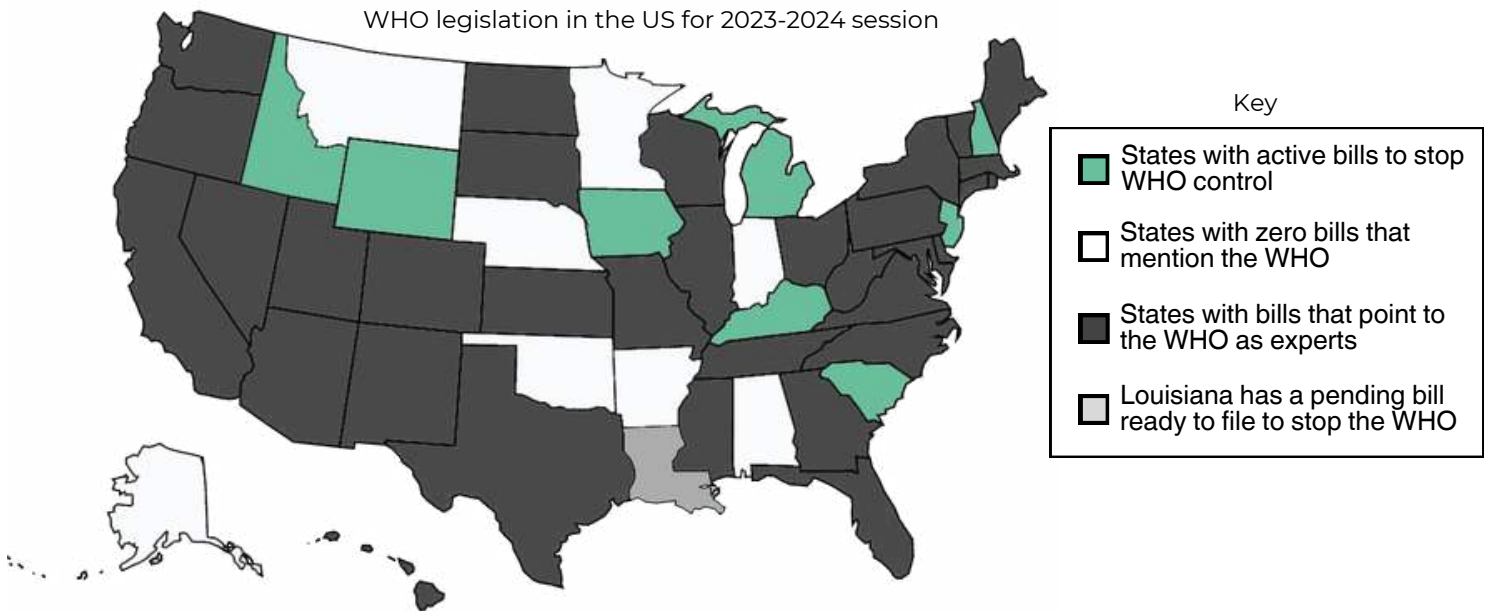 WHO legislation in the US for 2023-2024 session
Key
States with active bills to stop
WHO control
States with zero bills that
mention the WHO
States with bills that point to
the WHO as experts
Louisiana has a pending bill
ready to file to stop the WHO